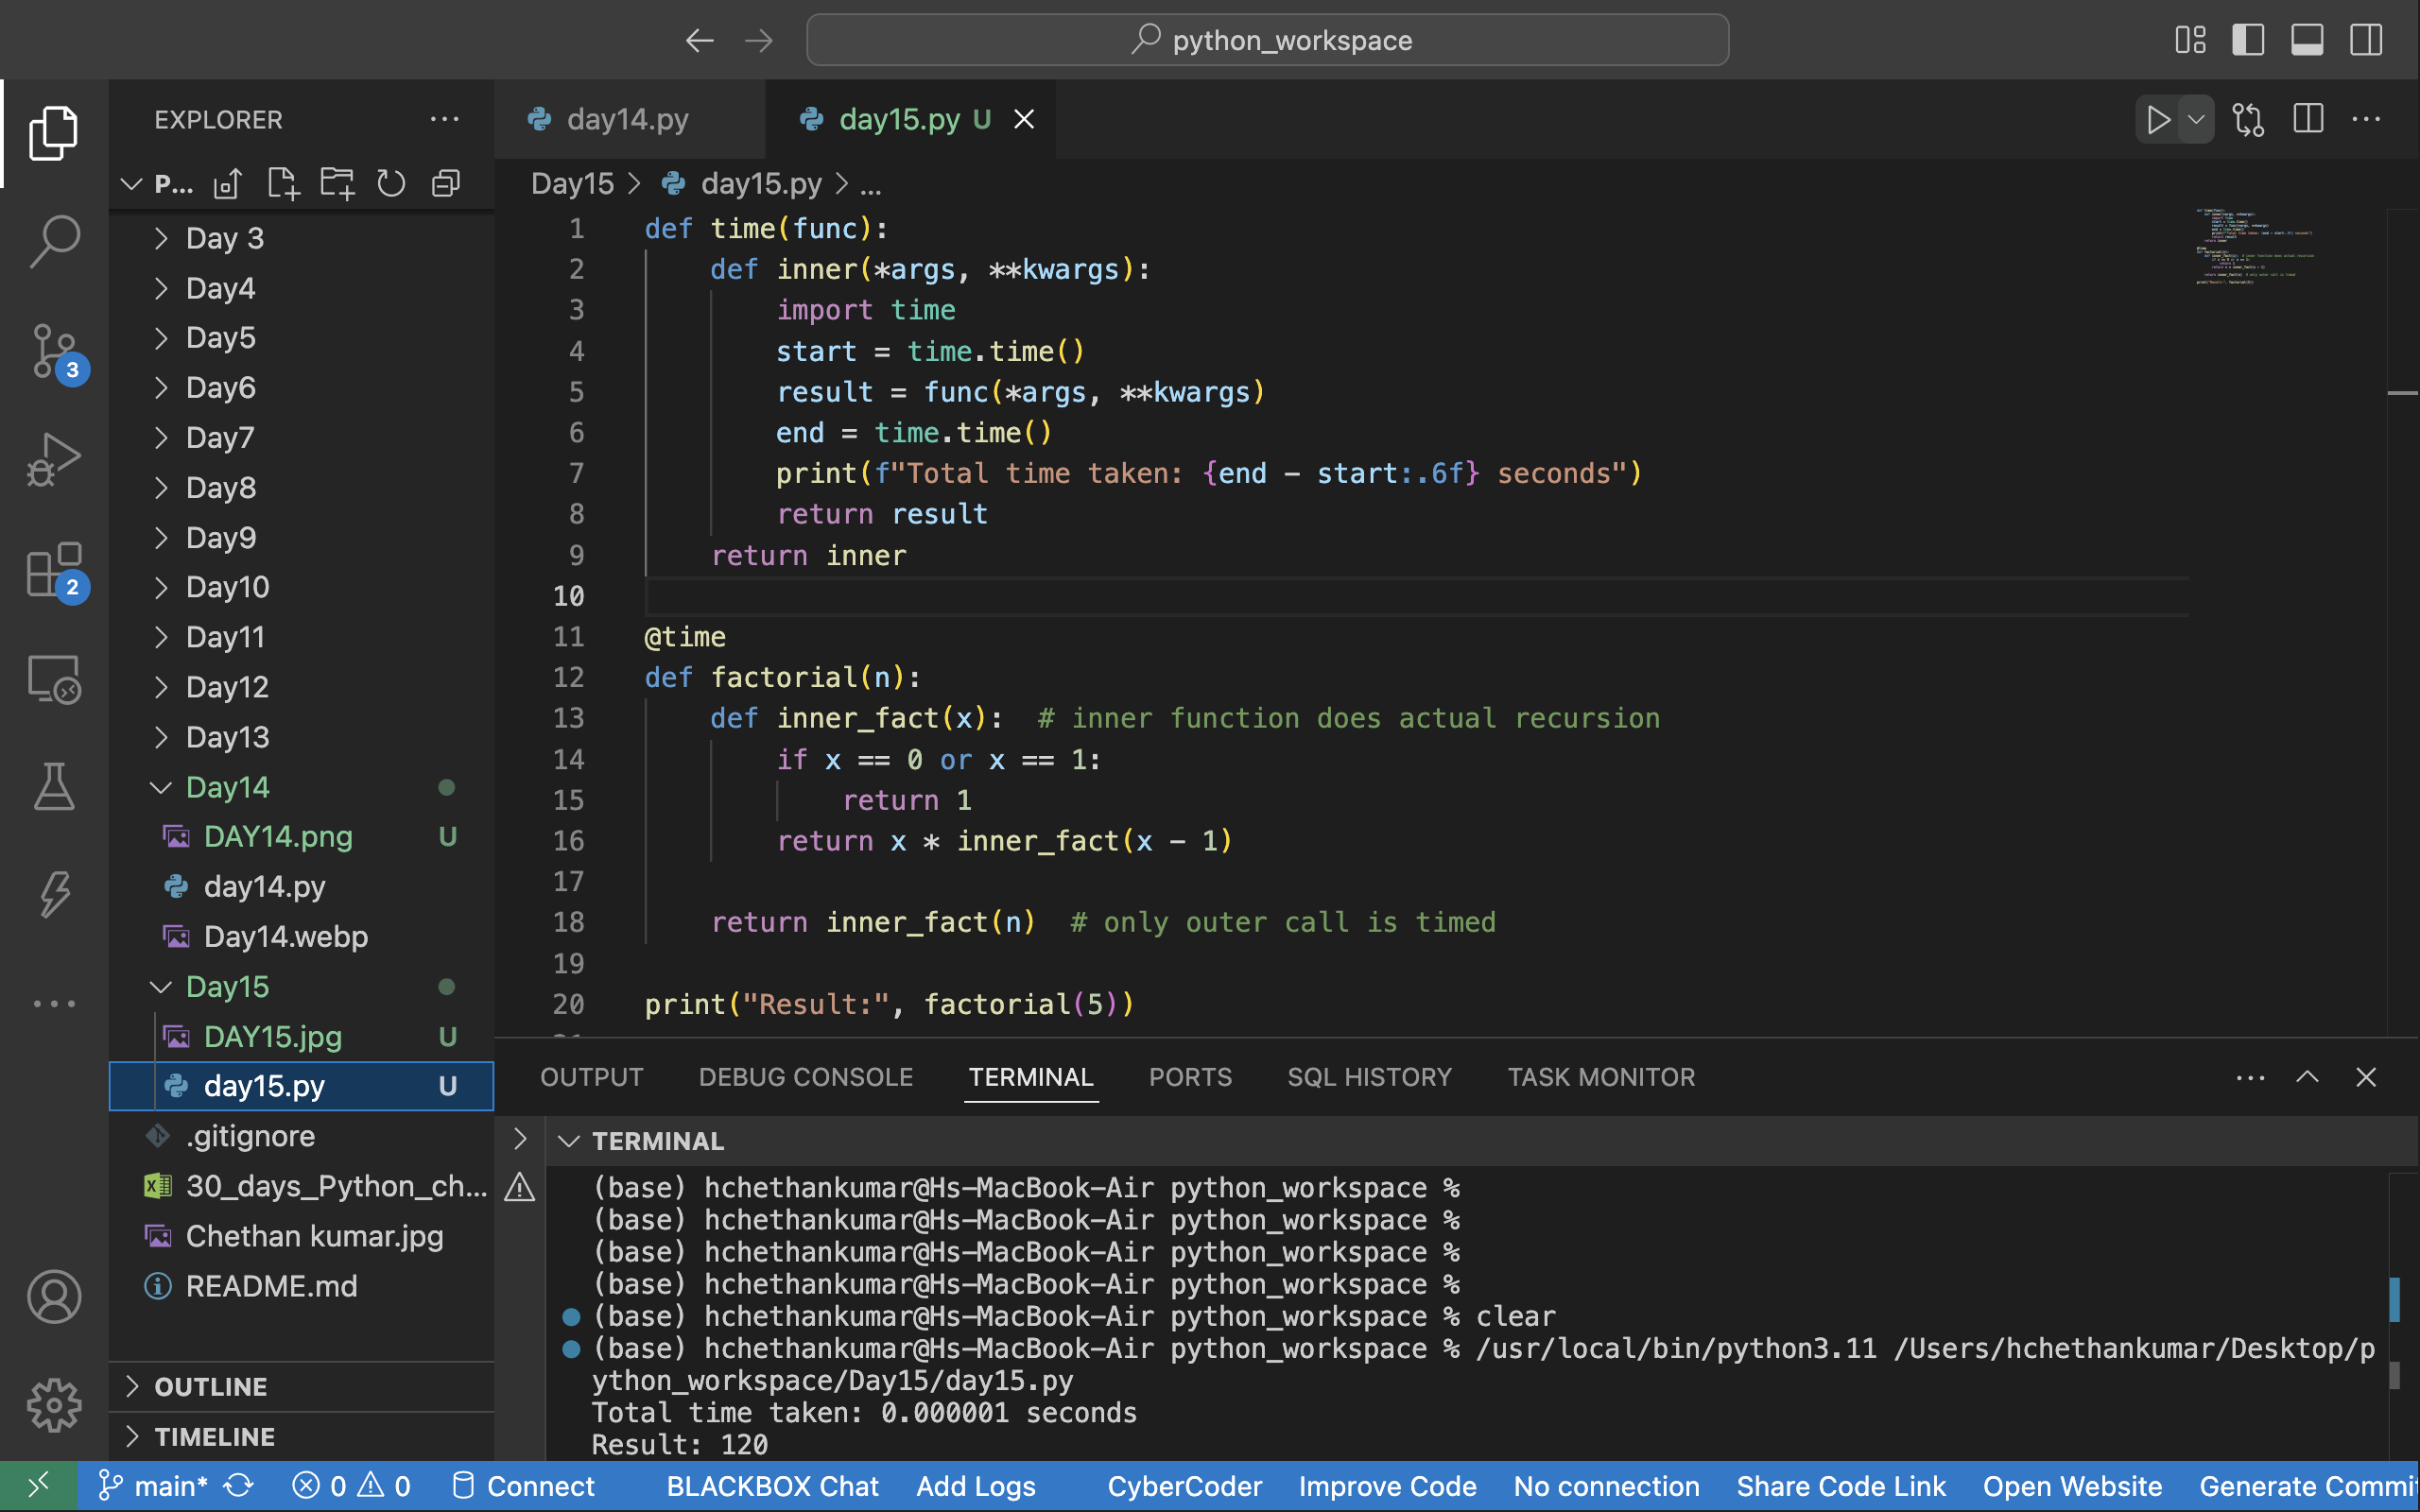 python_workspace
EXPLORER
P...
Day 3
Day4
Day5
Day6
Day7
Day8
Day9
Day10
Day11
Day12
Day13
Day14
DAY14.png U
day14.py
Day14.webp
Day15
DAY15.jpg U
day15.py U
.gitignore
30_days_Python_ch...
Chethan kumar.jpg
README.md
OUTLINE
TIMELINE
3
2
day14.py
day15.py U
Day15 > day15.py > ...
1 def time(func):
2 def inner(*args, **kwargs):
3 import time
4 start = time.time()
5 result = func(*args, **kwargs)
6 end = time.time()
7 print(f"Total time taken: {end - start:.6f} seconds")
8 return result
9 return inner
10
11 @time
12 def factorial(n):
13 def inner_fact(x): # inner function does actual recursion
14 if x == 0 or x == 1:
15 return 1
16 return x * inner_fact(x - 1)
17
18 return inner_fact(n) # only outer call is timed
19
20 print("Result:", factorial(5))
OUTPUT DEBUG CONSOLE TERMINAL PORTS SQL HISTORY TASK MONITOR
TERMINAL
(base) hchethankumar@Hs-MacBook-Air python_workspace %
(base) hchethankumar@Hs-MacBook-Air python_workspace %
(base) hchethankumar@Hs-MacBook-Air python_workspace %
(base) hchethankumar@Hs-MacBook-Air python_workspace %
(base) hchethankumar@Hs-MacBook-Air python_workspace % clear
(base) hchethankumar@Hs-MacBook-Air python_workspace % /usr/local/bin/python3.11 /Users/hchethankumar/Desktop/p
ython_workspace/Day15/day15.py
Total time taken: 0.000001 seconds
Result: 120
main* 0 0 Connect BLACKBOX Chat Add Logs CyberCoder Improve Code No connection Share Code Link Open Website Generate Commi